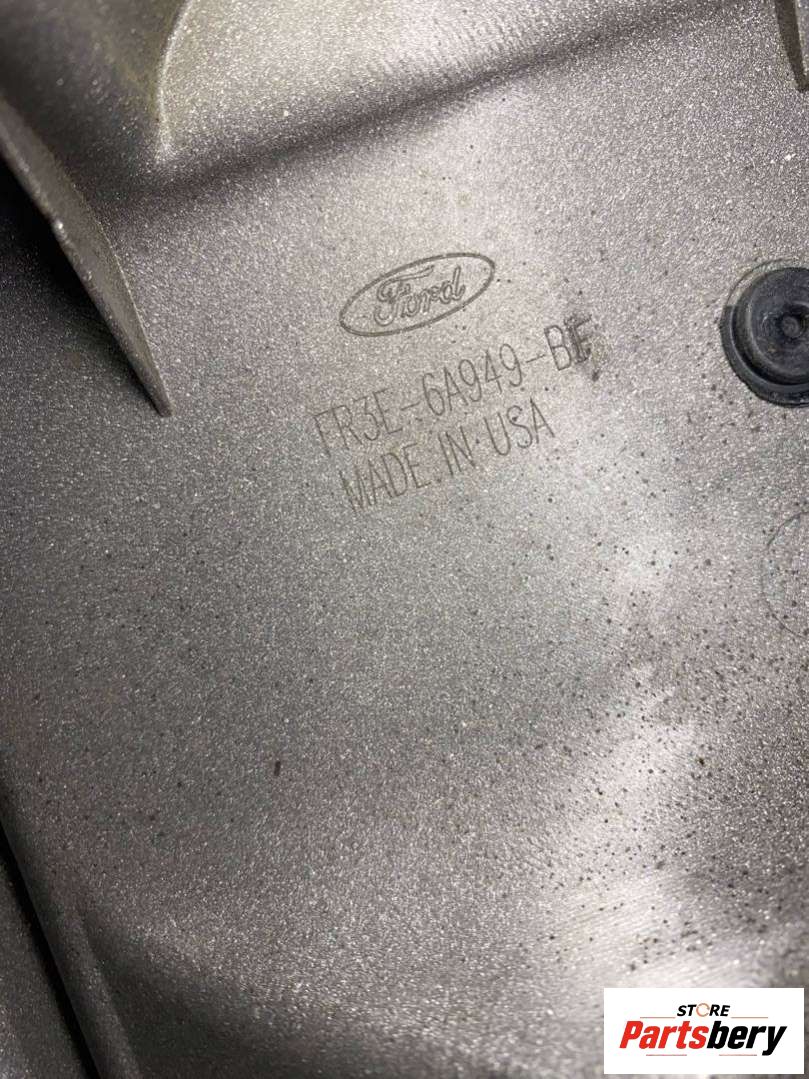 Ford
FR3E-6A949-BE
MADE IN USA
STORE
Partsbery